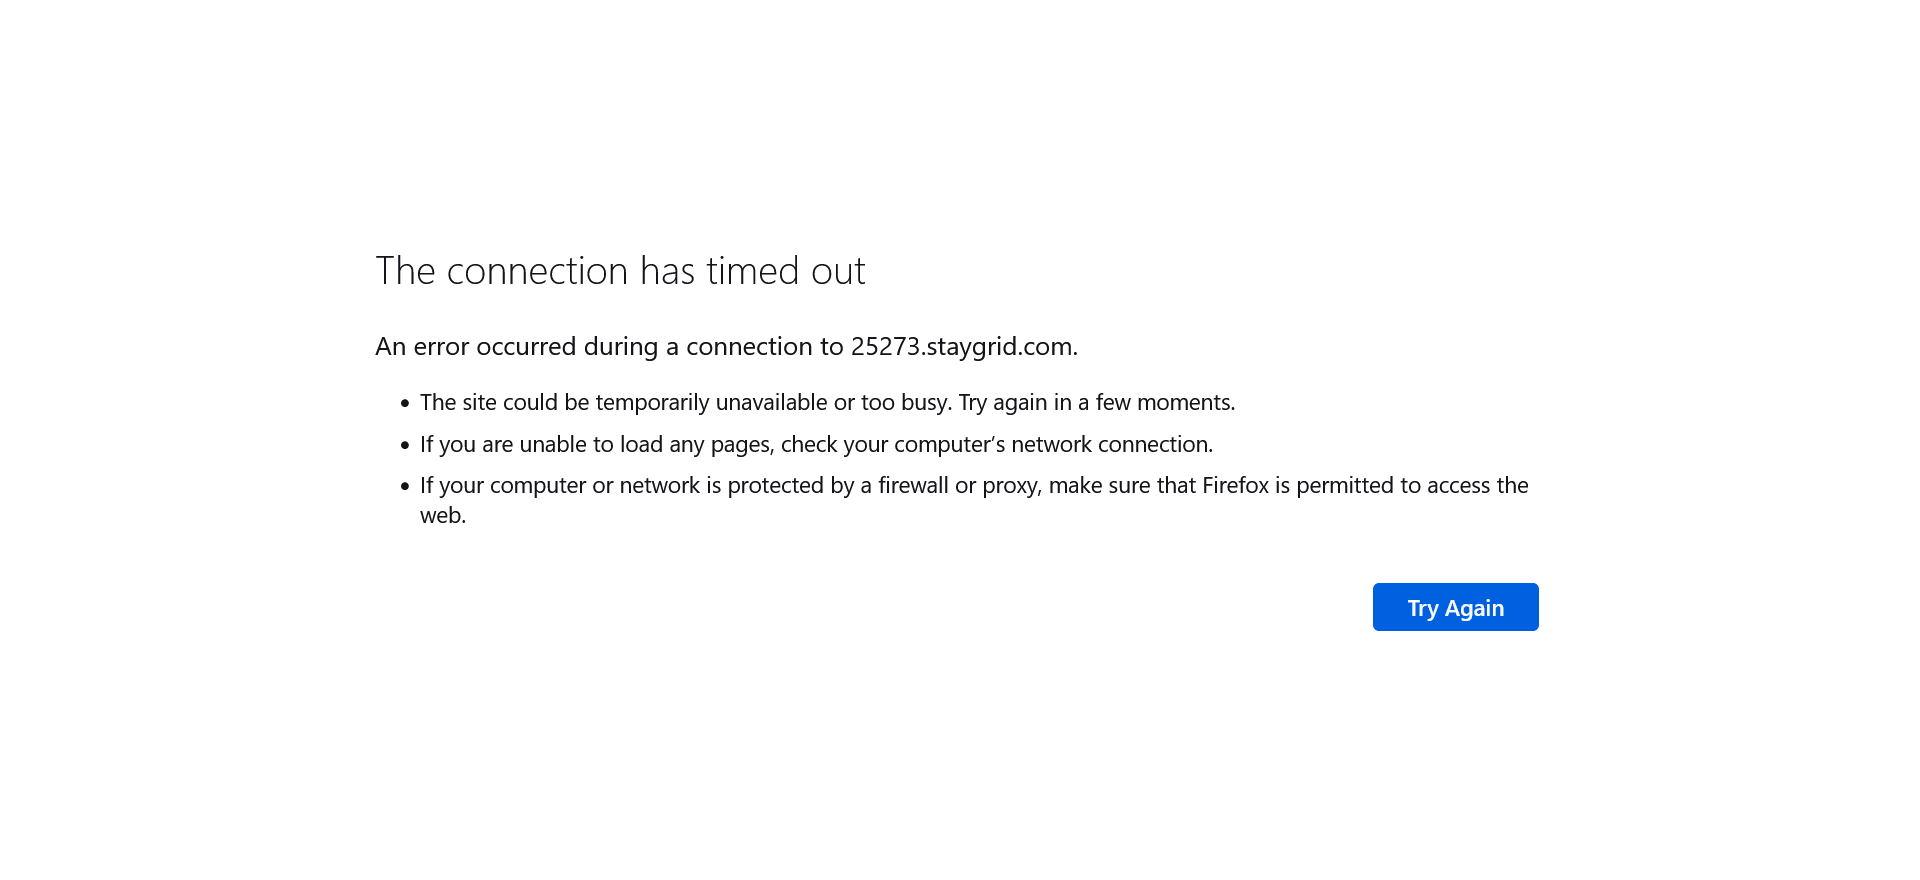 The connection has timed out
An error occurred during a connection to 25273.staygrid.com.
• The site could be temporarily unavailable or too busy. Try again in a few moments.
• If you are unable to load any pages, check your computer’s network connection.
• If your computer or network is protected by a firewall or proxy, make sure that Firefox is permitted to access the
web.
Try Again